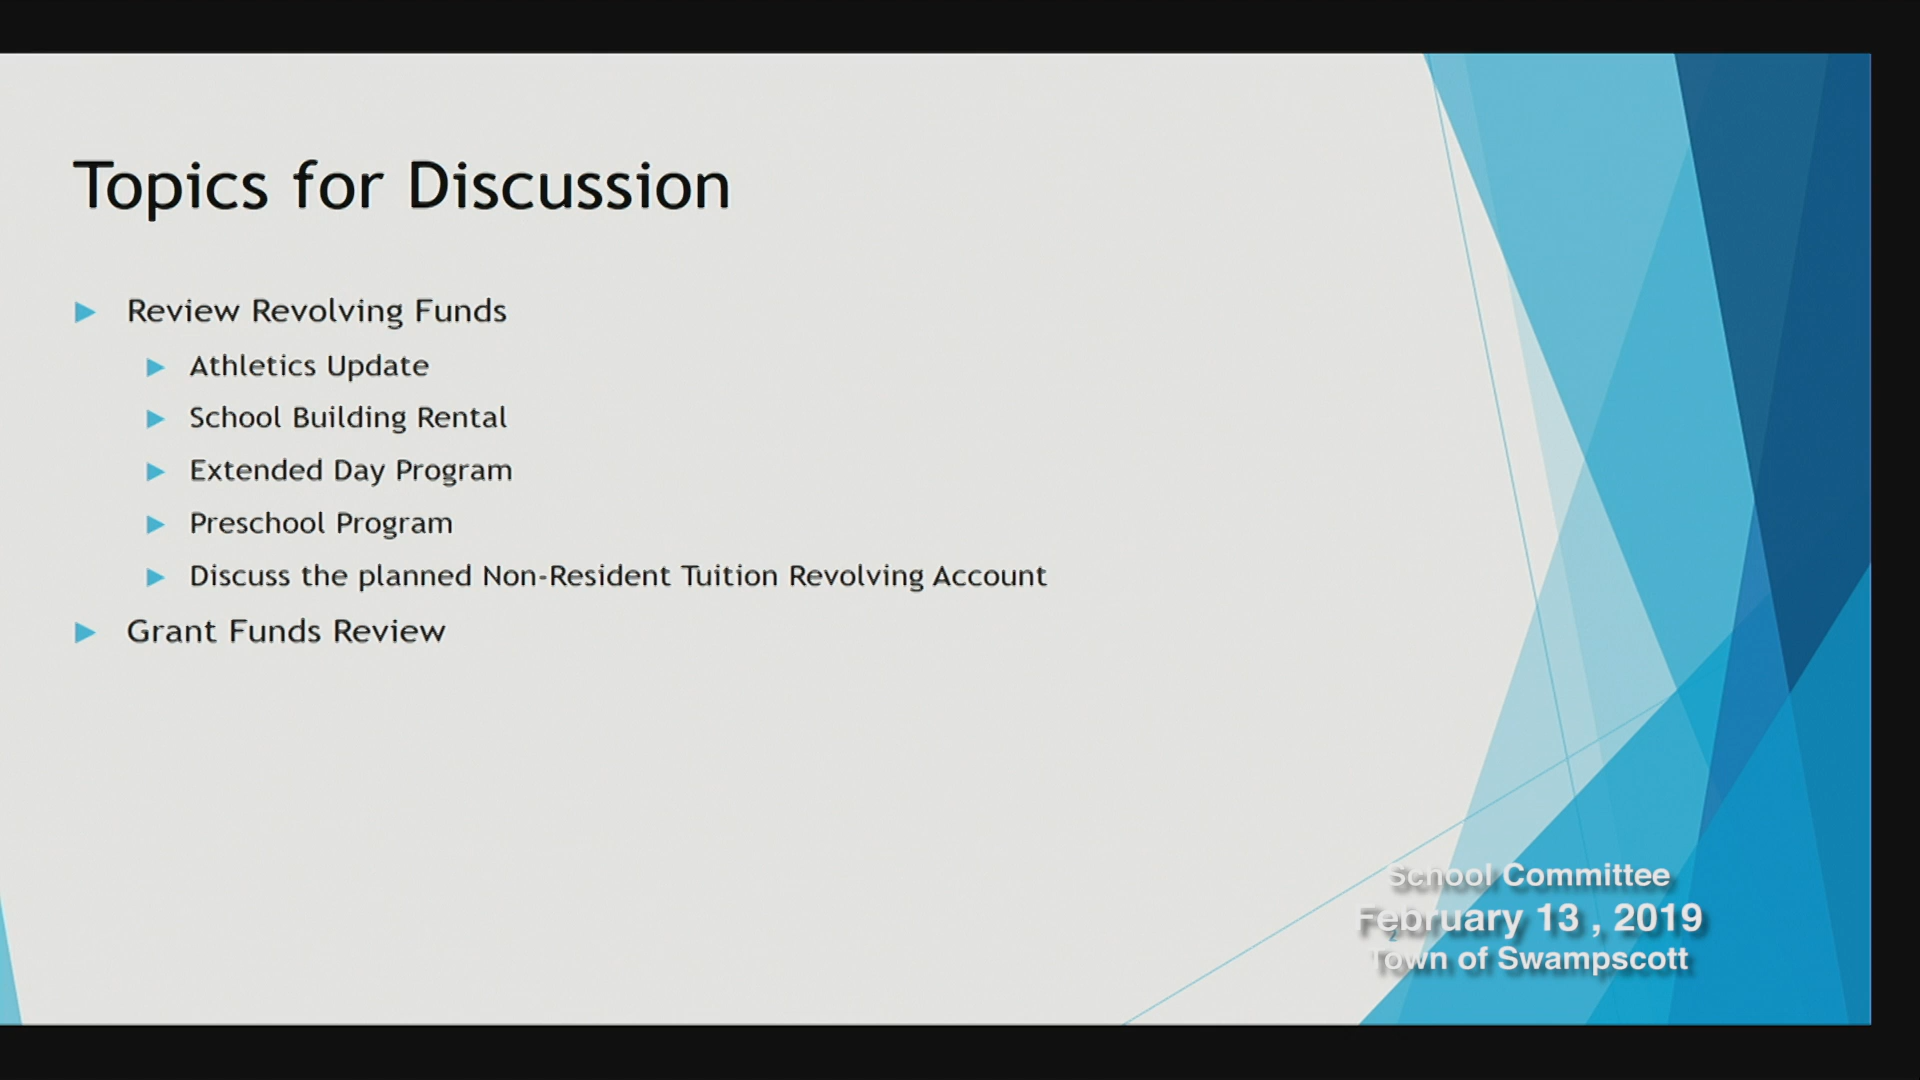 Topics for Discussion
Review Revolving Funds
Athletics Update
School Building Rental
Extended Day Program
Preschool Program
Discuss the planned Non-Resident Tuition Revolving Account
Grant Funds Review
School Committee
February 13 , 2019
2
Town of Swampscott